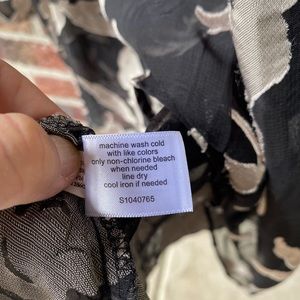 machine wash cold
with like colors
only non-chlorine bleach
when needed
line dry
cool iron if needed
S1040765